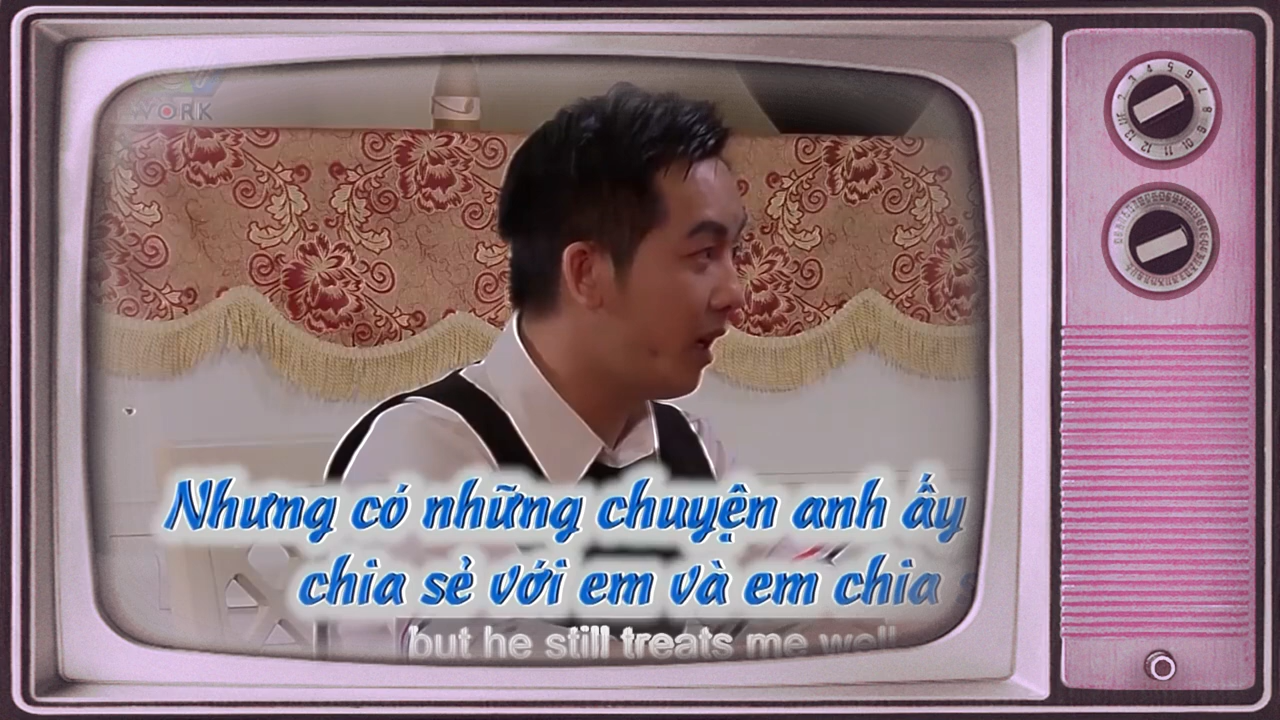 WORK
Nhưng có những chuyện anh ấy
chia sẻ với em và em chia
but he still treats me well